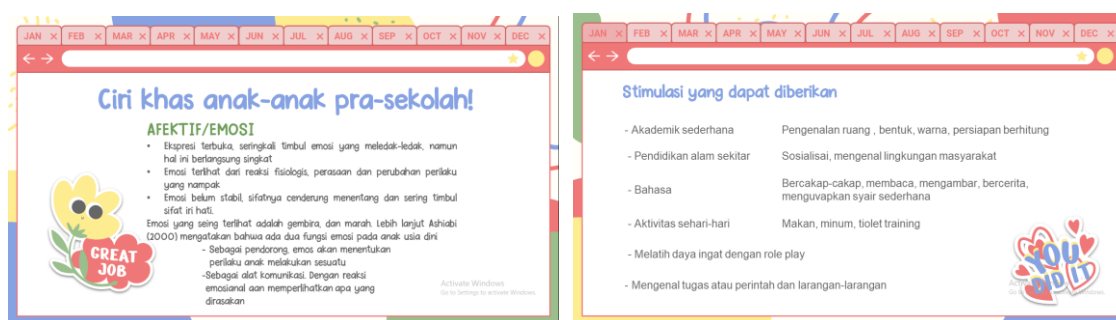 JAN × FEB × MAR × APR × MAY × JUN × JUL × AUG × SEP × OCT × NOV × DEC ×
Ciri khas anak-anak pra-sekolah!
AFEKTIF/EMOSI
• Ekspresi terbuka, seringkali timbul emosi yang meledak-ledak, namun
hal ini berlangsung singkat
• Emosi terlihat dari reaksi fisiologis, perasaan dan perubahan perilaku
yang nampak
• Emosi belum stabil, sifatnya cenderung menentang dan sering timbul
sifat iri hati.
Emosi yang seing terlihat adalah gembira, dan marah. Lebih lanjut Ashiabi
(2000) mengatakan bahwa ada dua fungsi emosi pada anak usia dini
- Sebagai pendorong, emos akan menentukan
perilaku anak melakukan sesuatu
-Sebagai alat komunikasi. Dengan reaksi
emosianal aan memperlihatkan apa yang
dirasakan
GREAT
JOB
Activate Windows
Go to Settings to activate Windows.
JAN × FEB × MAR × APR × MAY × JUN × JUL × AUG × SEP × OCT × NOV × DEC ×
Stimulasi yang dapat diberikan
- Akademik sederhana Pengenalan ruang , bentuk, warna, persiapan berhitung
- Pendidikan alam sekitar Sosialisai, mengenal lingkungan masyarakat
- Bahasa Bercakap-cakap, membaca, mengambar, bercerita,
menguvapkan syair sederhana
- Aktivitas sehari-hari Makan, minum, tiolet training
- Melatih daya ingat dengan role play
- Mengenal tugas atau perintah dan larangan-larangan
YOU
DID IT